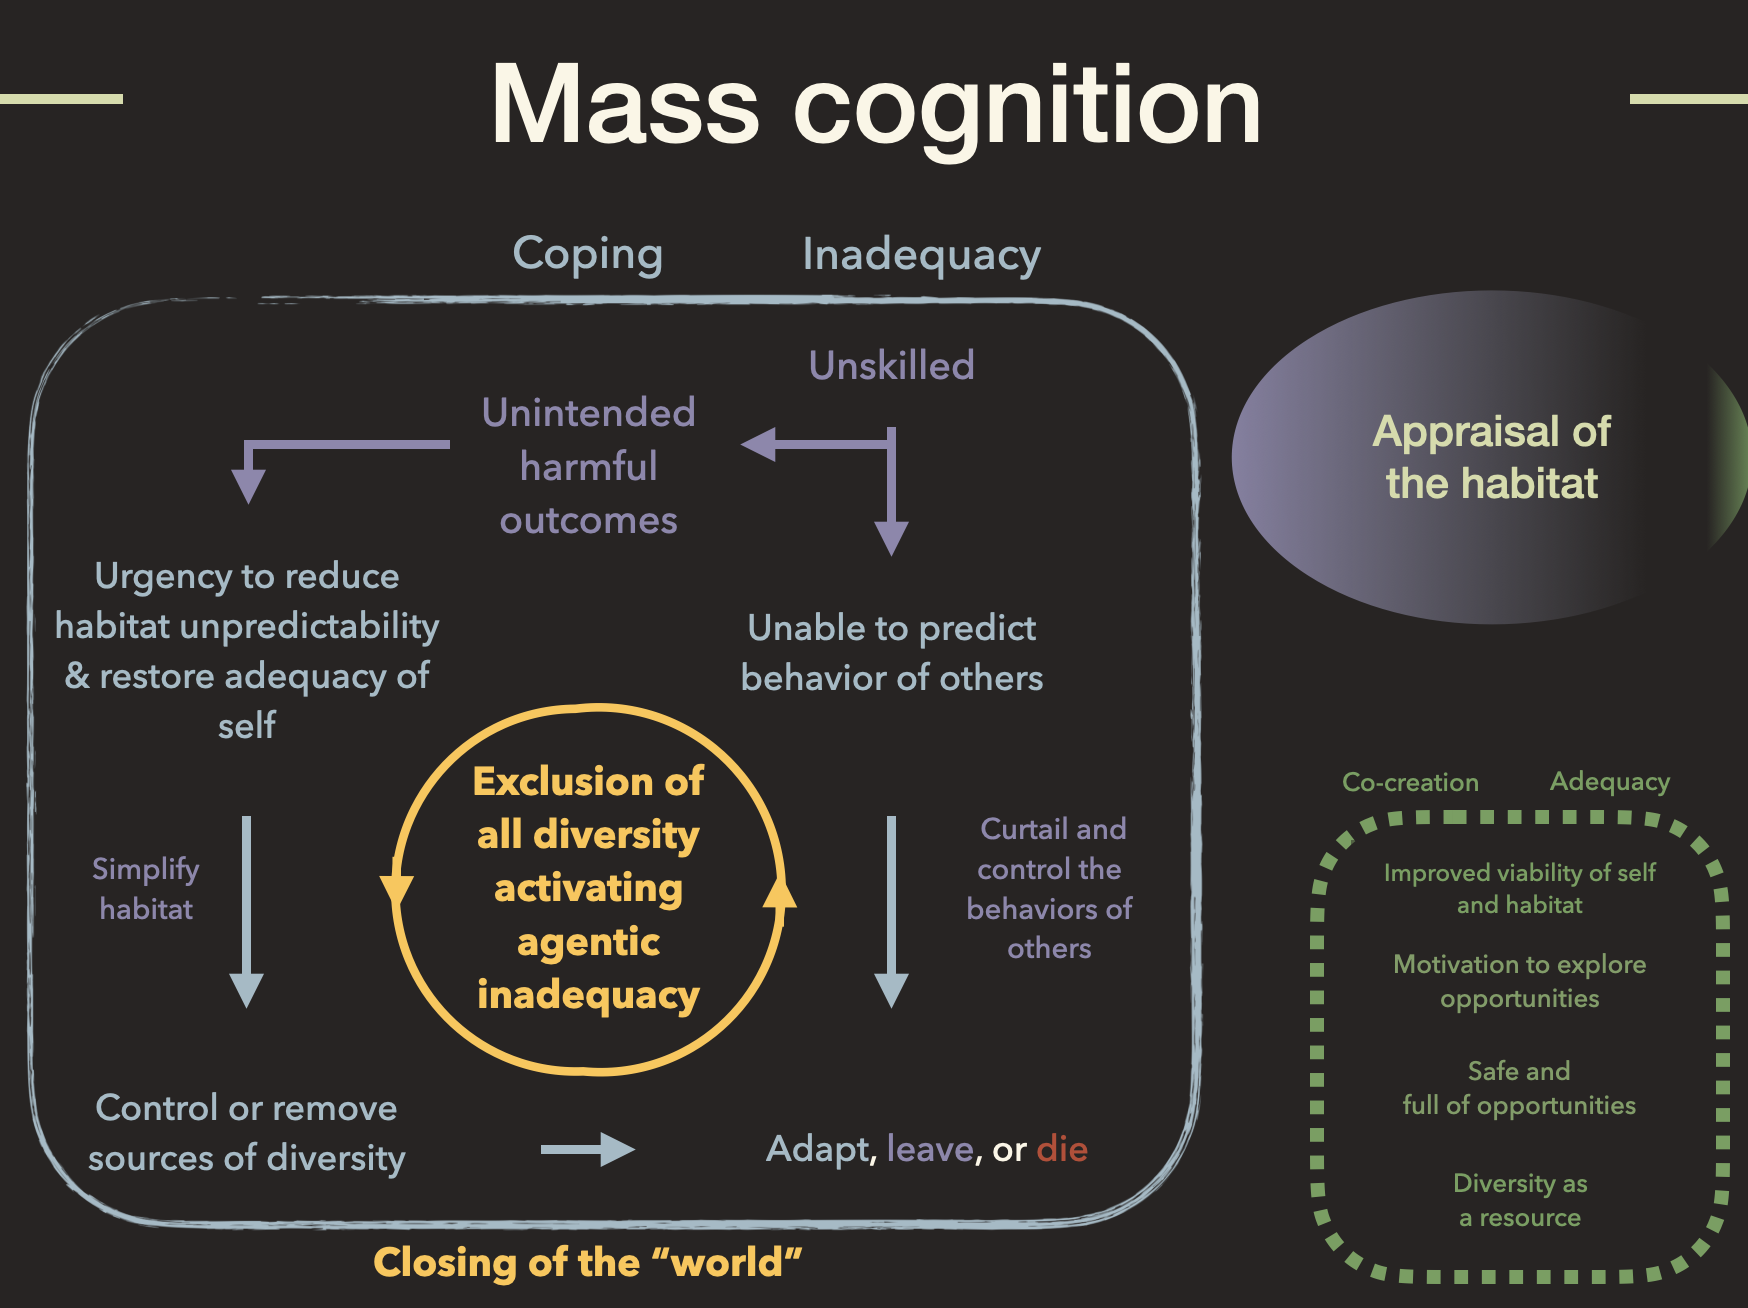 Mass cognition
Coping
Inadequacy
Unskilled
Unintended
harmful
outcomes
Appraisal of
the habitat
Urgency to reduce
habitat unpredictability
& restore adequacy of
self
Unable to predict
behavior of others
Exclusion of
all diversity
activating
agentic
inadequacy
Simplify
habitat
Curtail and
control the
behaviors of
others
Control or remove
sources of diversity
Adapt, leave, or die
Closing of the “world”
Co-creation
Adequacy
Improved viability of self
and habitat
Motivation to explore
opportunities
Safe and
full of opportunities
Diversity as
a resource